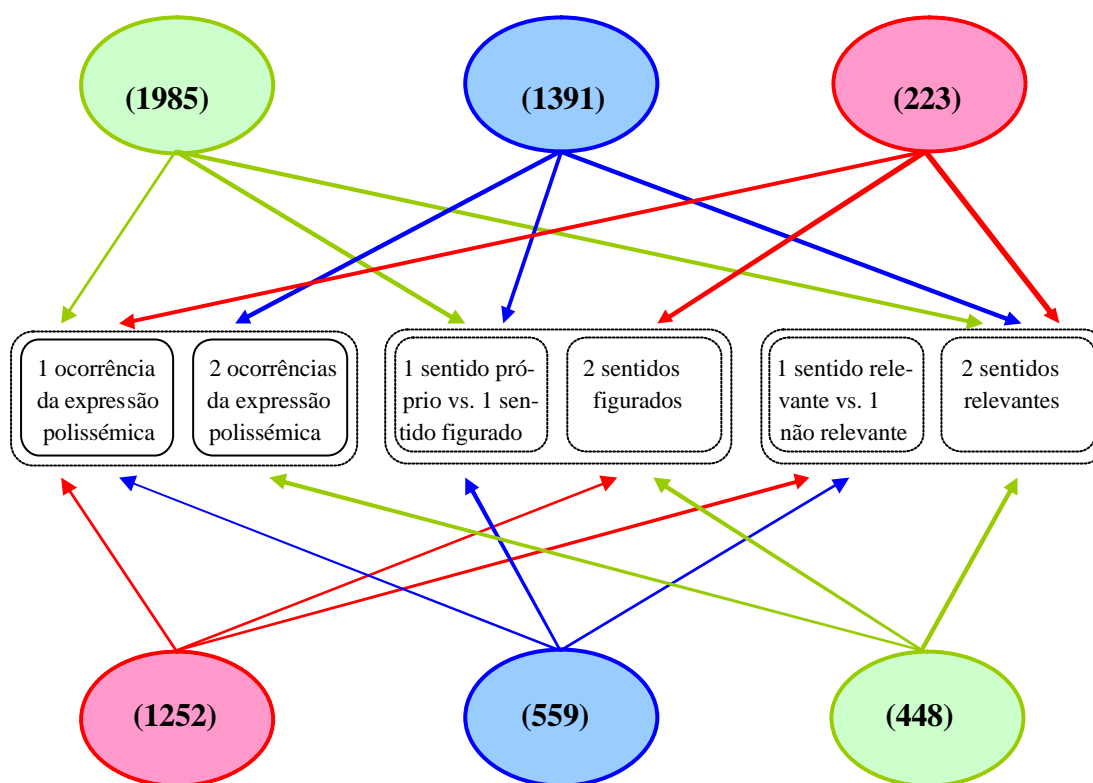 (1985)
(1391)
(223)
1 ocorrência
da expressão
polissémica
2 ocorrências
da expressão
polissémica
1 sentido pró-
prio vs. 1 sen-
tido figurado
2 sentidos
figurados
1 sentido rele-
vante vs. 1
não relevante
2 sentidos
relevantes
(1252)
(559)
(448)